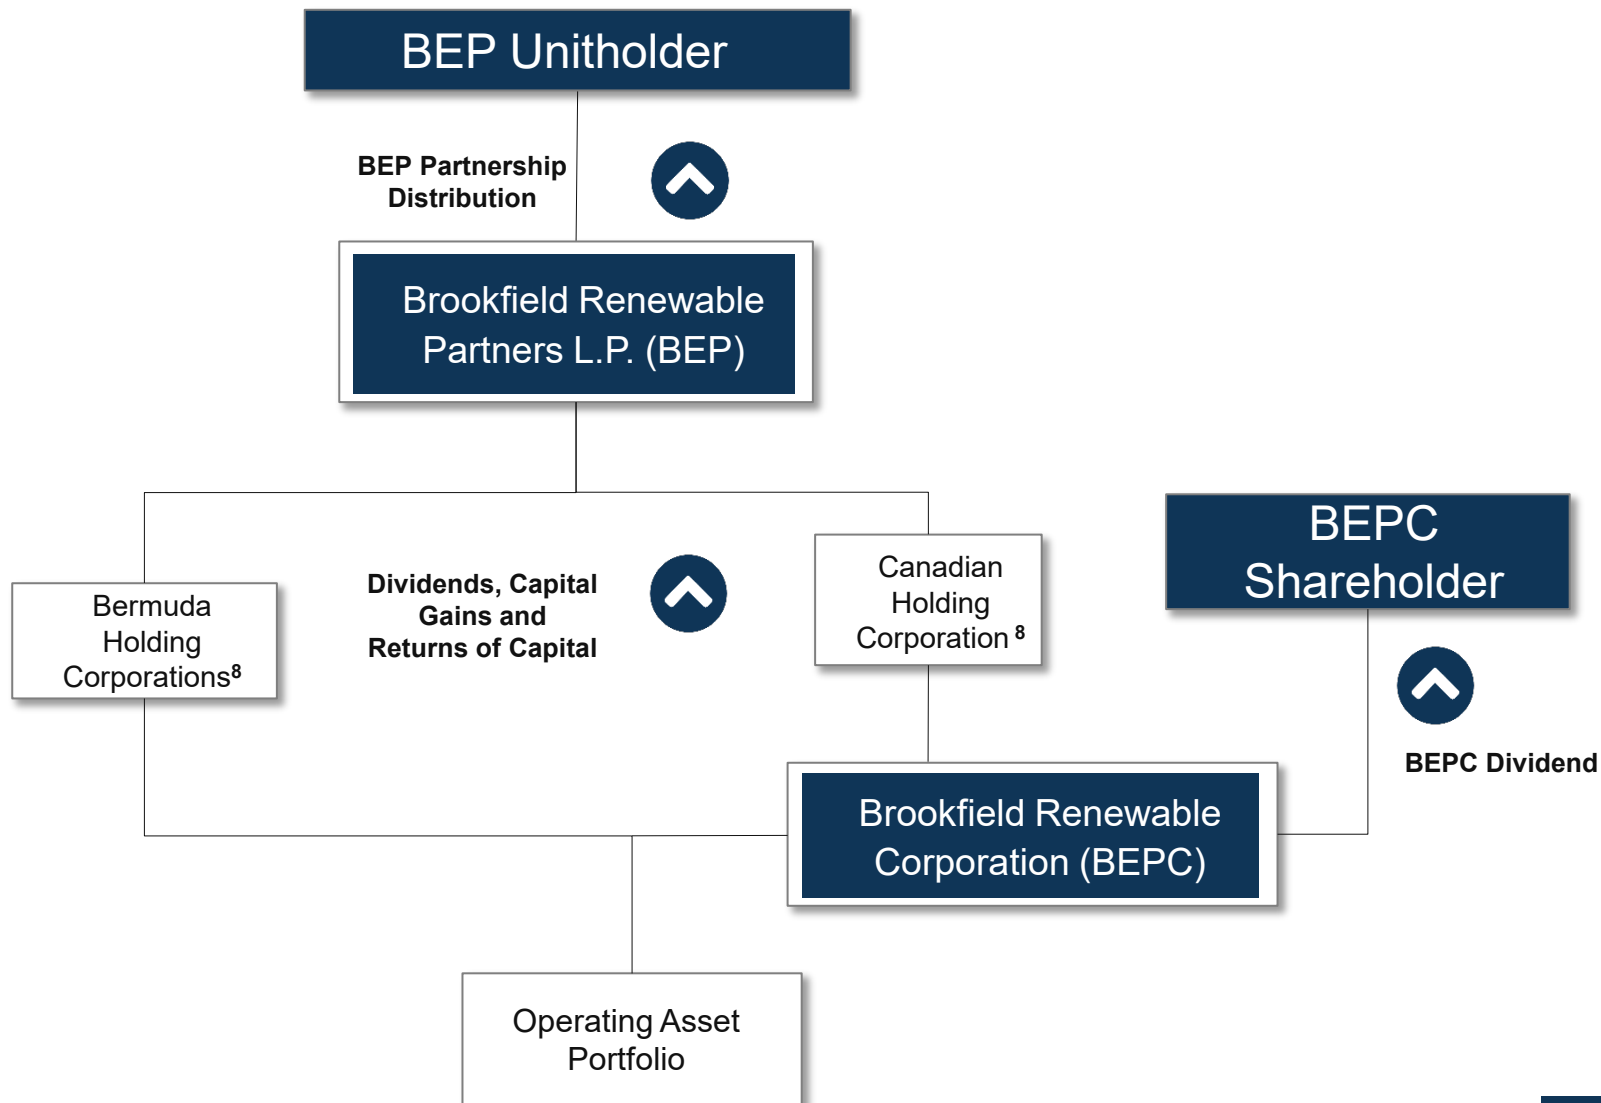 BEP Unitholder
BEP Partnership
Distribution
Brookfield Renewable
Partners L.P. (BEP)
BEPC
Shareholder
Bermuda
Holding
Corporations8
Dividends, Capital
Gains and
Returns of Capital
Canadian
Holding
Corporation 8
BEPC Dividend
Brookfield Renewable
Corporation (BEPC)
Operating Asset
Portfolio